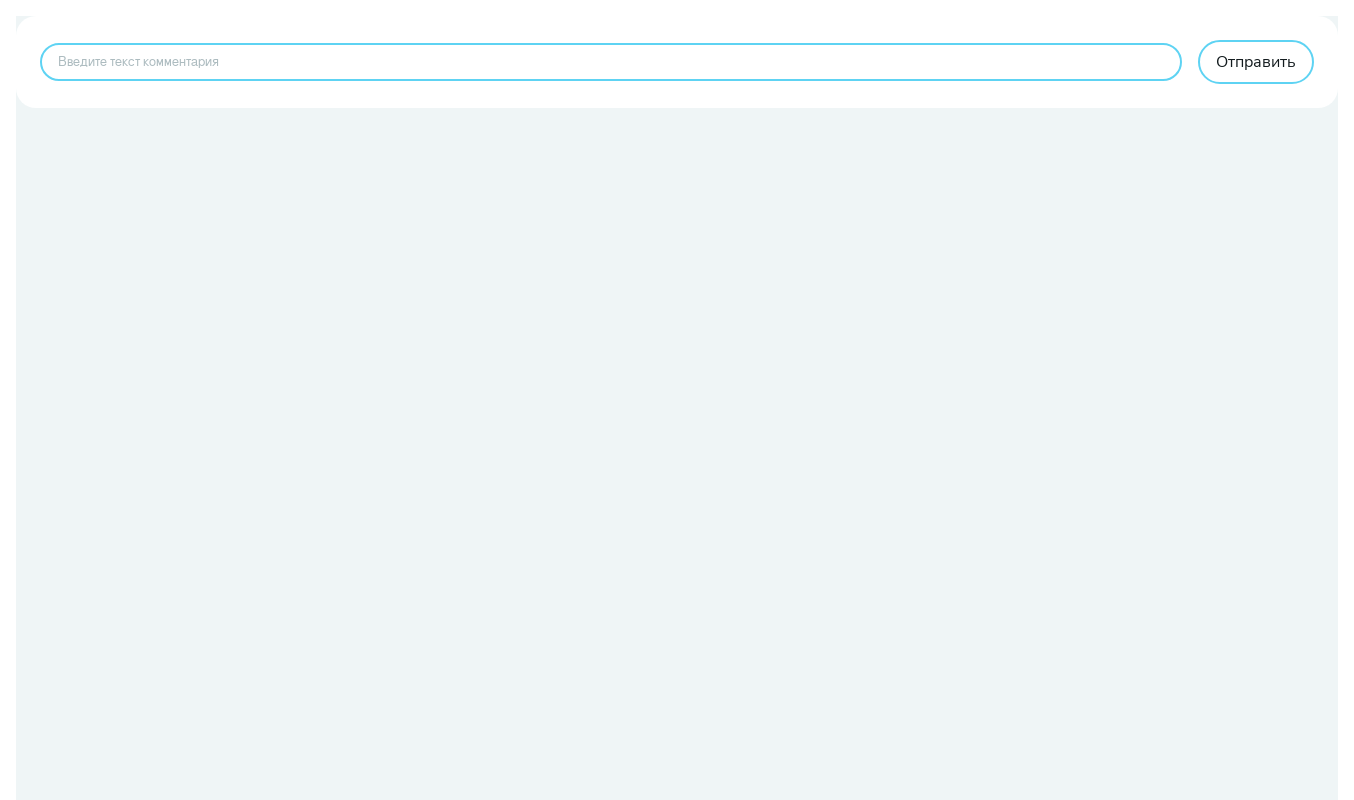 Введите текст комментария
Отправить